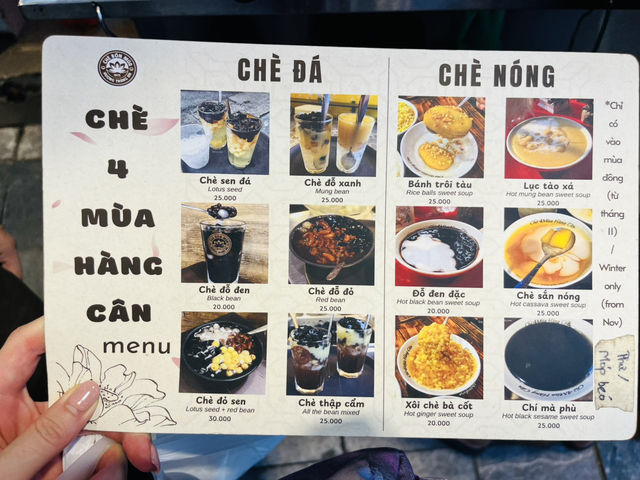 CHÈ
4
MÙA
HÀNG
CÂN
menu
CHÈ ĐÁ
Chè sen đá
Lotus seed
25.000
Chè đỗ xanh
Mung bean
25.000
Chè đỗ đen
Black bean
20.000
Chè đỗ đỏ
Red bean
25.000
Chè đỏ sen
Lotus seed + red bean
30.000
Chè thập cẩm
All the bean mixed
25.000
CHÈ NÓNG
Bánh trôi tàu
Rice balls sweet soup
25.000
Lục tào xá
Hot mung bean sweet soup
25.000
Đỗ đen đặc
Hot black bean sweet soup
20.000
Chè sắn nóng
Hot cassava sweet soup
25.000
Xôi chè bà cốt
Hot ginger sweet soup
20.000
Chí mà phù
Hot black sesame sweet soup
25.000
*Chỉ
có
vào
mùa
đông
(từ
tháng
11)
/
Winter
only
(from
Nov)